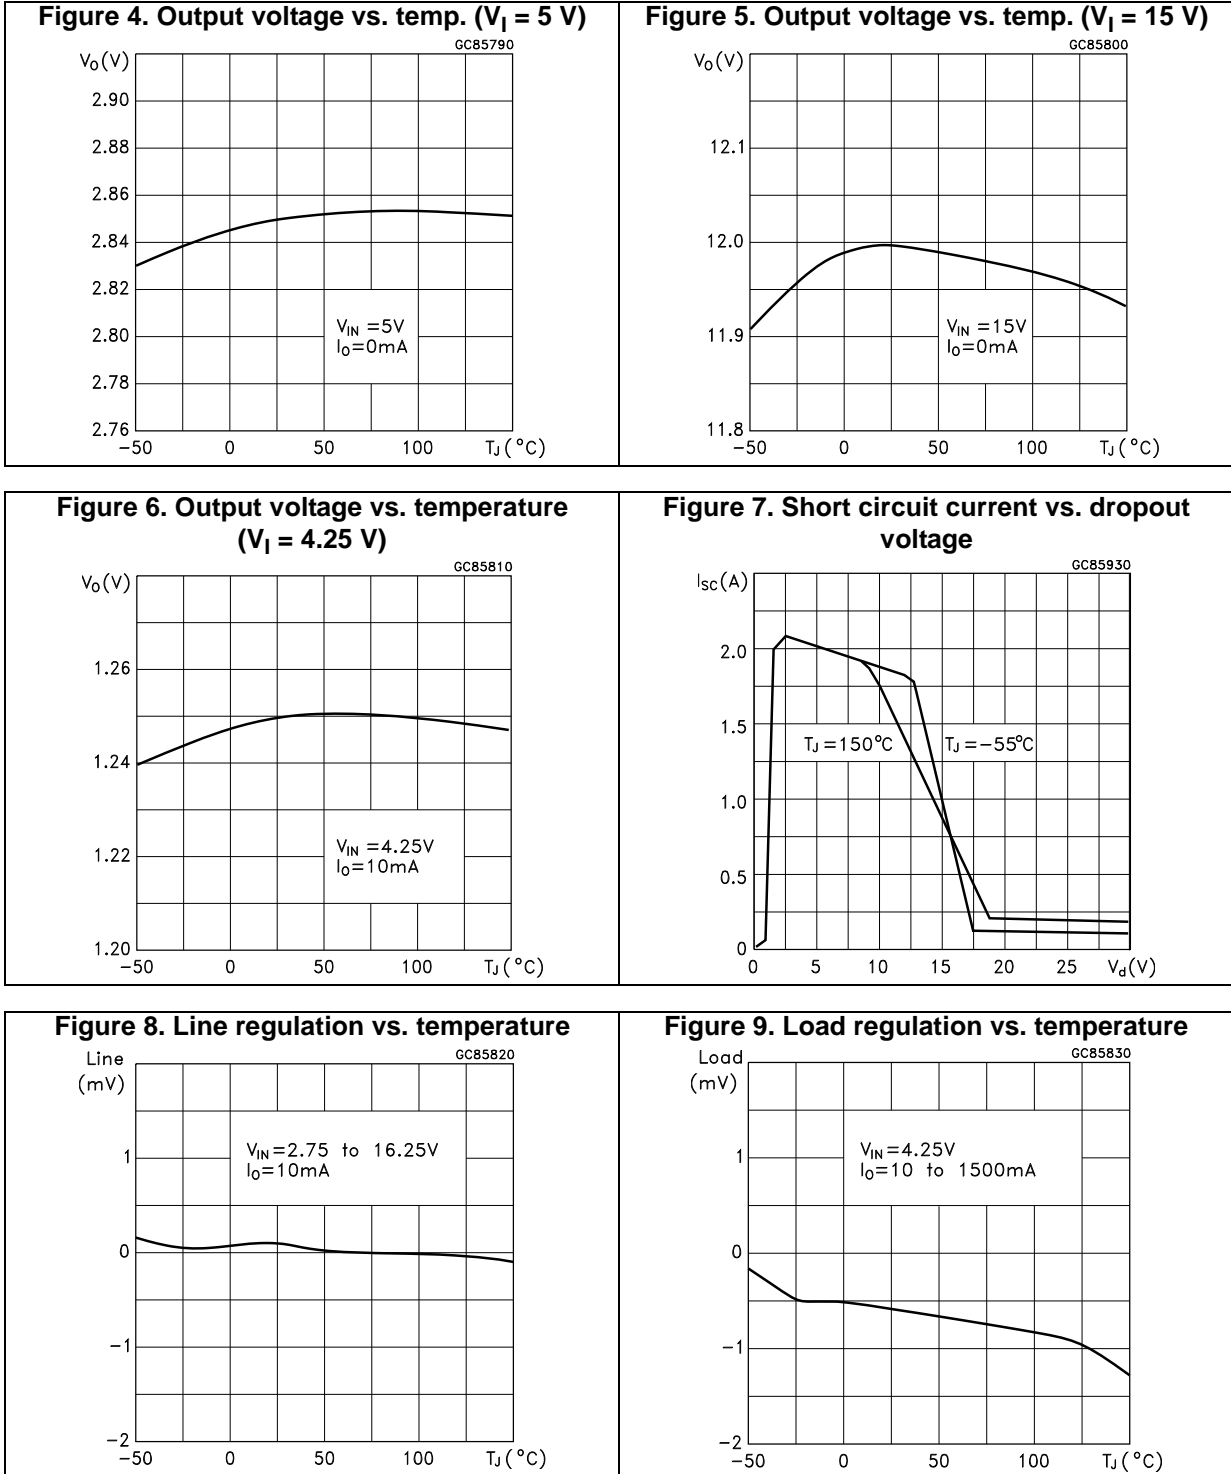 Figure 4. Output voltage vs. temp. (VI = 5 V)
GC85790
VO(V)
2.90
2.88
2.86
2.84
2.82
2.80
2.78
2.76
VIN =5V
IO=0mA
−50 0 50 100 TJ(°C)
Figure 5. Output voltage vs. temp. (VI = 15 V)
GC85800
VO(V)
12.1
12.0
11.9
11.8
VIN =15V
IO=0mA
−50 0 50 100 TJ(°C)
Figure 6. Output voltage vs. temperature
(VI = 4.25 V)
GC85810
VO(V)
1.26
1.24
1.22
1.20
VIN =4.25V
IO=10mA
−50 0 50 100 TJ(°C)
Figure 7. Short circuit current vs. dropout
voltage
GC85930
ISC(A)
2.0
1.5
1.0
0.5
0
TJ=150°C TJ=−55°C
0 5 10 15 20 25 Vd(V)
Figure 8. Line regulation vs. temperature
GC85820
Line
(mV)
1
0
−1
−2
VIN=2.75 to 16.25V
IO=10mA
−50 0 50 100 TJ(°C)
Figure 9. Load regulation vs. temperature
GC85830
Load
(mV)
1
0
−1
−2
VIN=4.25V
IO=10 to 1500mA
−50 0 50 100 TJ(°C)